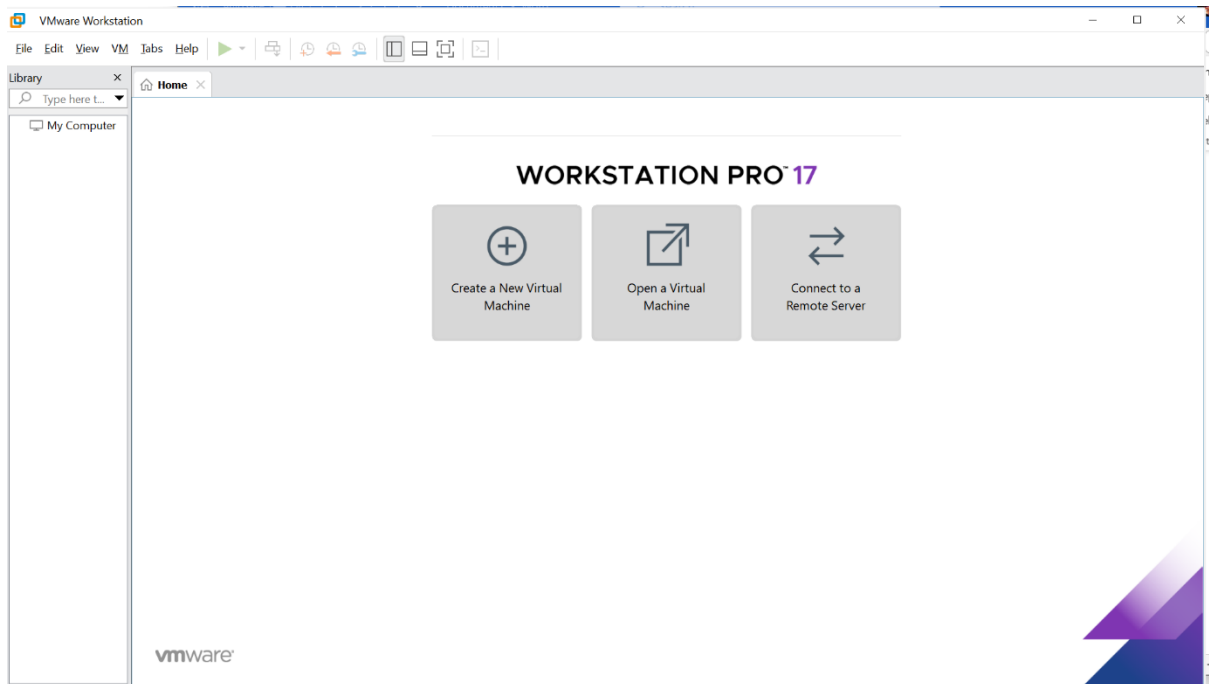 VMware Workstation
File Edit View VM Tabs Help
Library
Home
Type here t...
My Computer
WORKSTATION PRO™ 17
Create a New Virtual
Machine
Open a Virtual
Machine
Connect to a
Remote Server
vmware